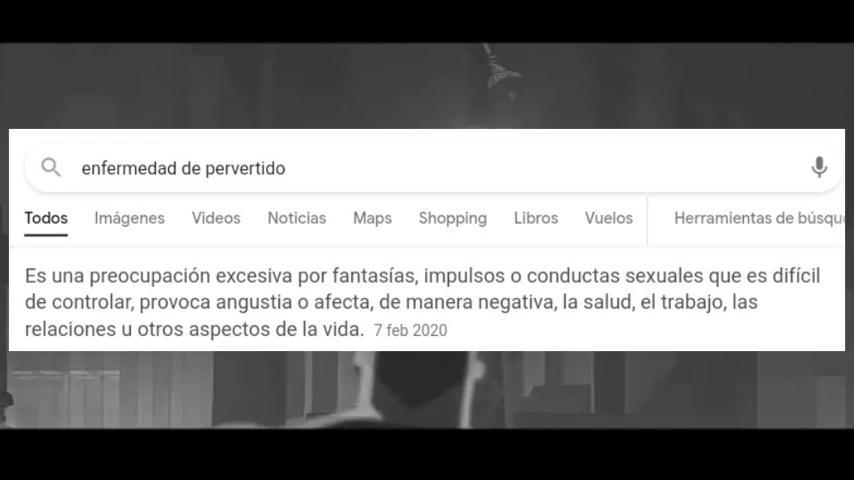 enfermedad de pervertido
Todos Imágenes Videos Noticias Maps Shopping Libros Vuelos Herramientas de búsqu
Es una preocupación excesiva por fantasías, impulsos o conductas sexuales que es difícil
de controlar, provoca angustia o afecta, de manera negativa, la salud, el trabajo, las
relaciones u otros aspectos de la vida. 7 feb 2020